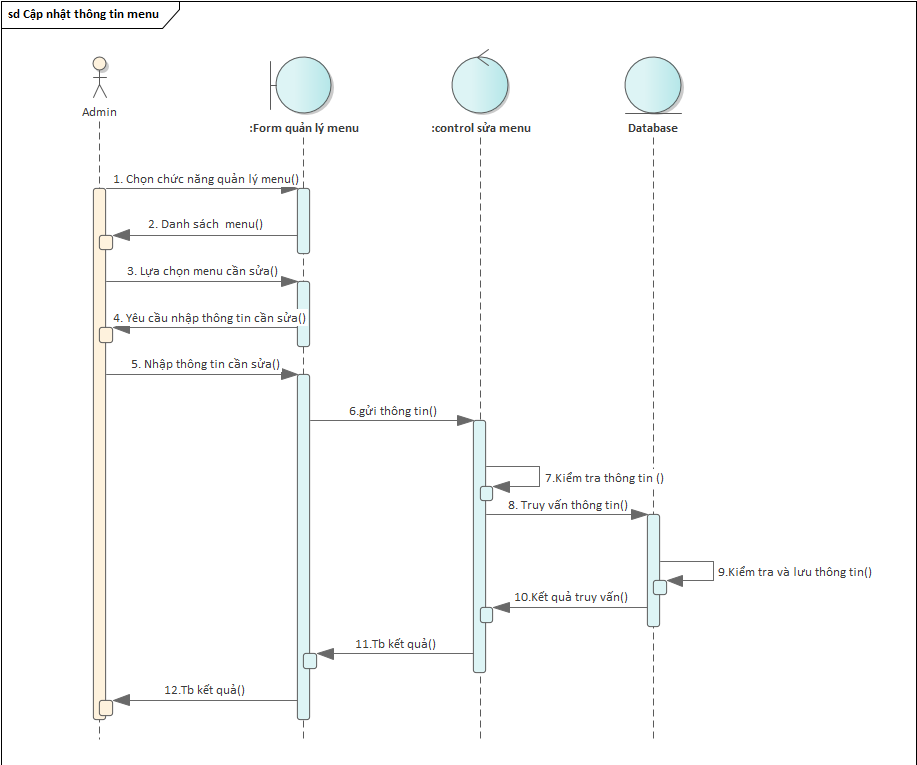 sd Cập nhật thông tin menu
Admin
:Form quản lý menu
:control sửa menu
Database
1. Chọn chức năng quản lý menu()
2. Danh sách  menu()
3. Lựa chọn menu cần sửa()
4. Yêu cầu nhập thông tin cần sửa()
5. Nhập thông tin cần sửa()
6.gửi thông tin()
7.Kiểm tra thông tin ()
8. Truy vấn thông tin()
9.Kiểm tra và lưu thông tin()
10.Kết quả truy vấn()
11.Tb kết quả()
12.Tb kết quả()